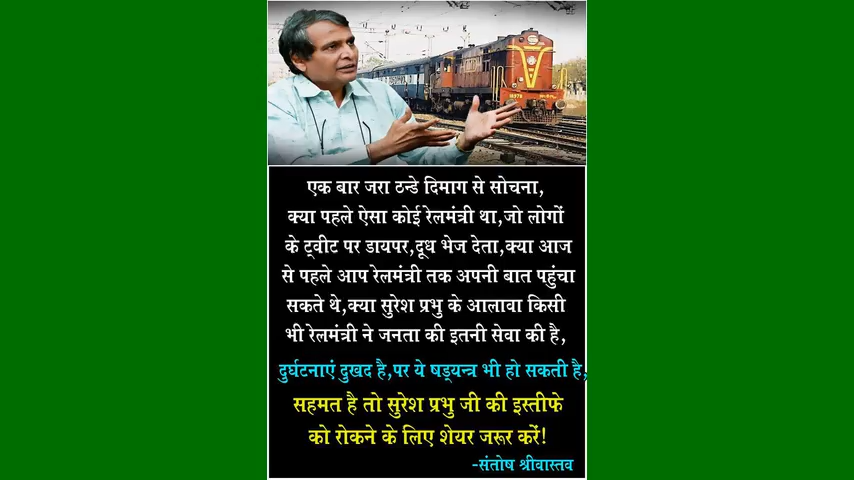 एक बार जरा ठन्डे दिमाग से सोचना,
क्या पहले ऐसा कोई रेलमंत्री था,जो लोगों
के ट्वीट पर डायपर,दूध भेज देता,क्या आज
से पहले आप रेलमंत्री तक अपनी बात पहुंचा
सकते थे,क्या सुरेश प्रभु के आलावा किसी
भी रेलमंत्री ने जनता की इतनी सेवा की है,
दुर्घटनाएं दुखद है,पर ये षड्यन्त्र भी हो सकती है,
सहमत है तो सुरेश प्रभु जी की इस्तीफे
को रोकने के लिए शेयर जरूर करें!
-संतोष श्रीवास्तव